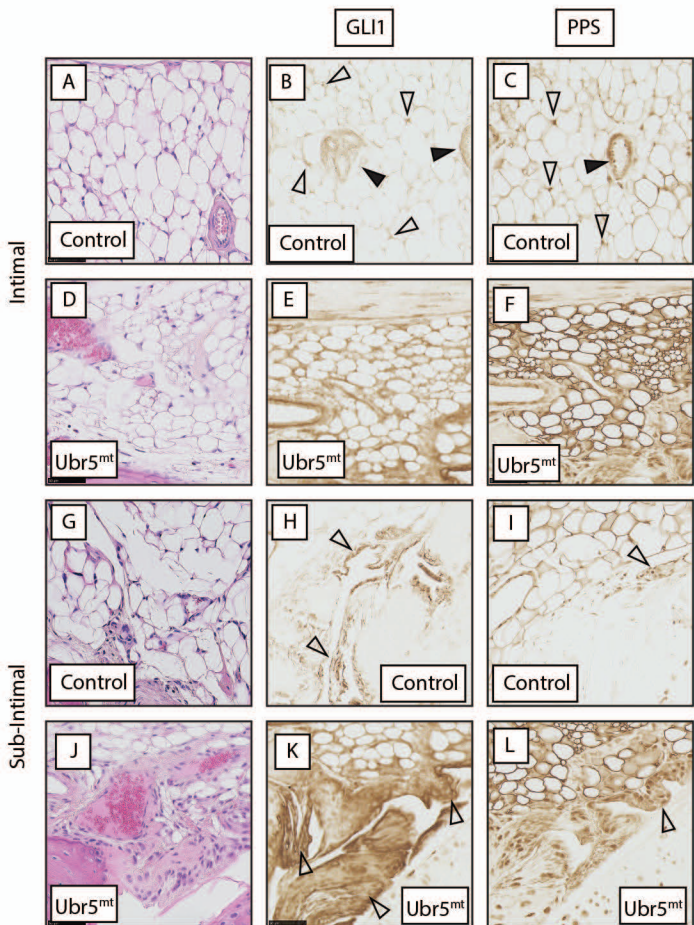 GLI1 PPS
Intimal
A B C
Control Control Control
D E F
Ubr5mt Ubr5mt Ubr5mt
Sub-Intimal
G H I
Control Control Control
J K L
Ubr5mt Ubr5mt Ubr5mt